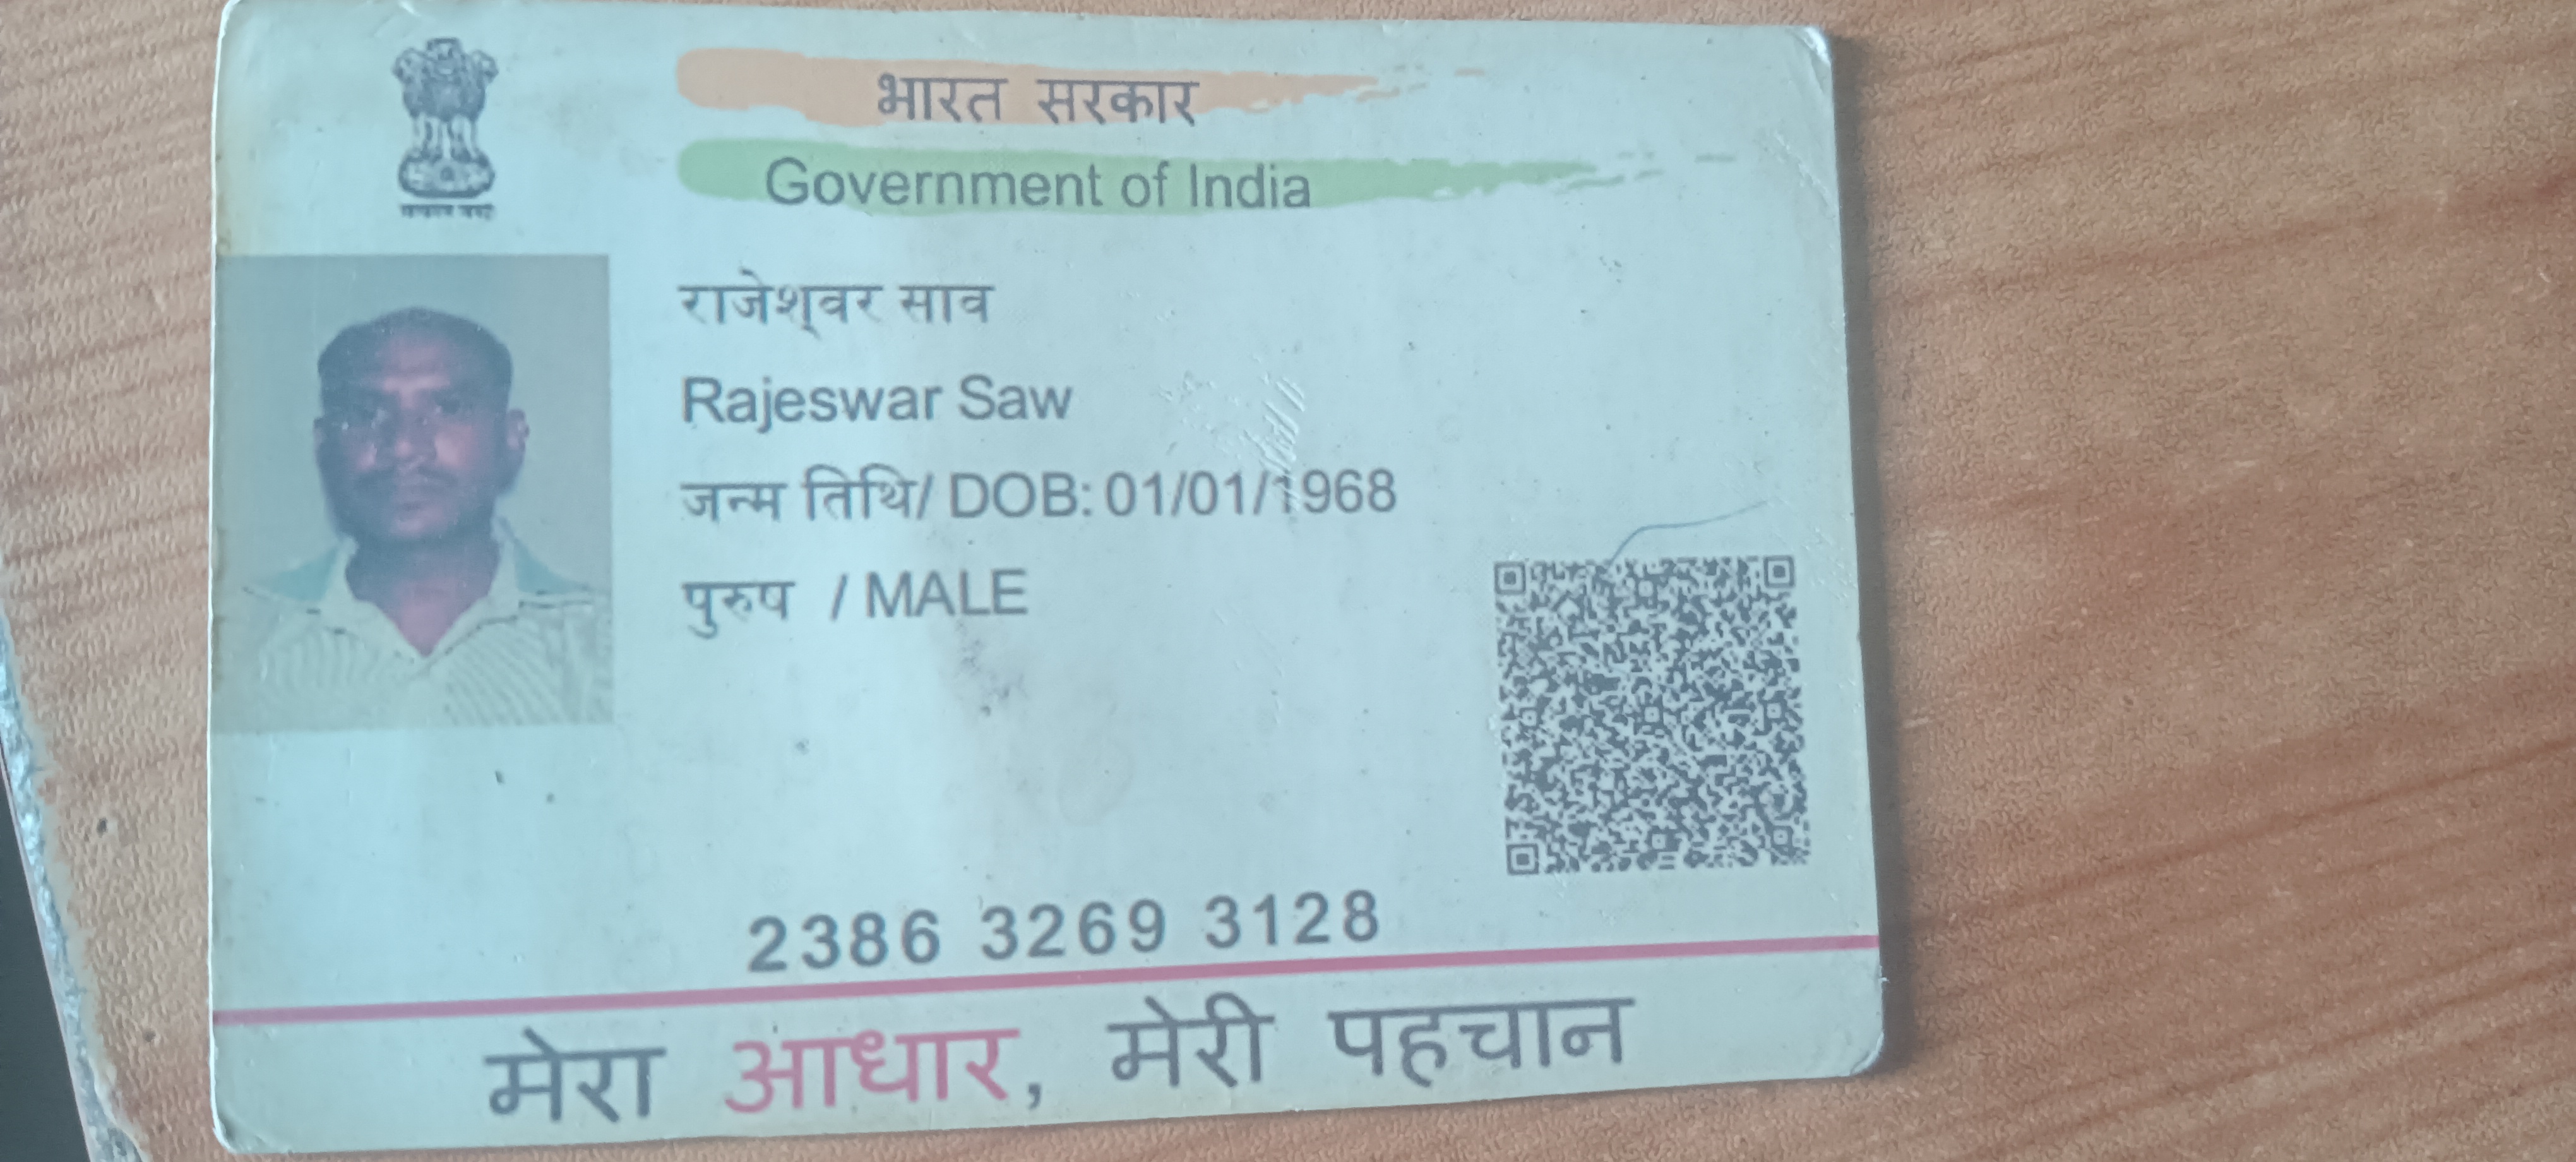 भारत सरकार
Government of India
राजेश्वर साव
Rajeswar Saw
जन्म तिथि/ DOB: 01/01/1968
पुरुष / MALE
2386 3269 3128
मेरा आधार, मेरी पहचान